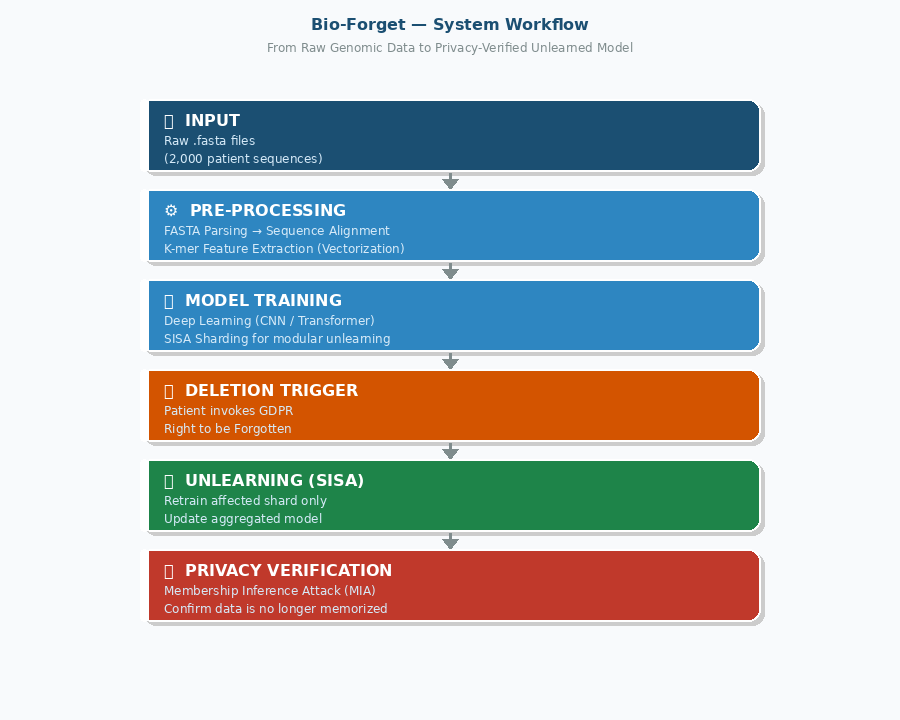 Bio-Forget — System Workflow
From Raw Genomic Data to Privacy-Verified Unlearned Model
INPUT
Raw .fasta files
(2,000 patient sequences)
⚙ PRE-PROCESSING
FASTA Parsing → Sequence Alignment
K-mer Feature Extraction (Vectorization)
MODEL TRAINING
Deep Learning (CNN / Transformer)
SISA Sharding for modular unlearning
DELETION TRIGGER
Patient invokes GDPR
Right to be Forgotten
UNLEARNING (SISA)
Retrain affected shard only
Update aggregated model
PRIVACY VERIFICATION
Membership Inference Attack (MIA)
Confirm data is no longer memorized